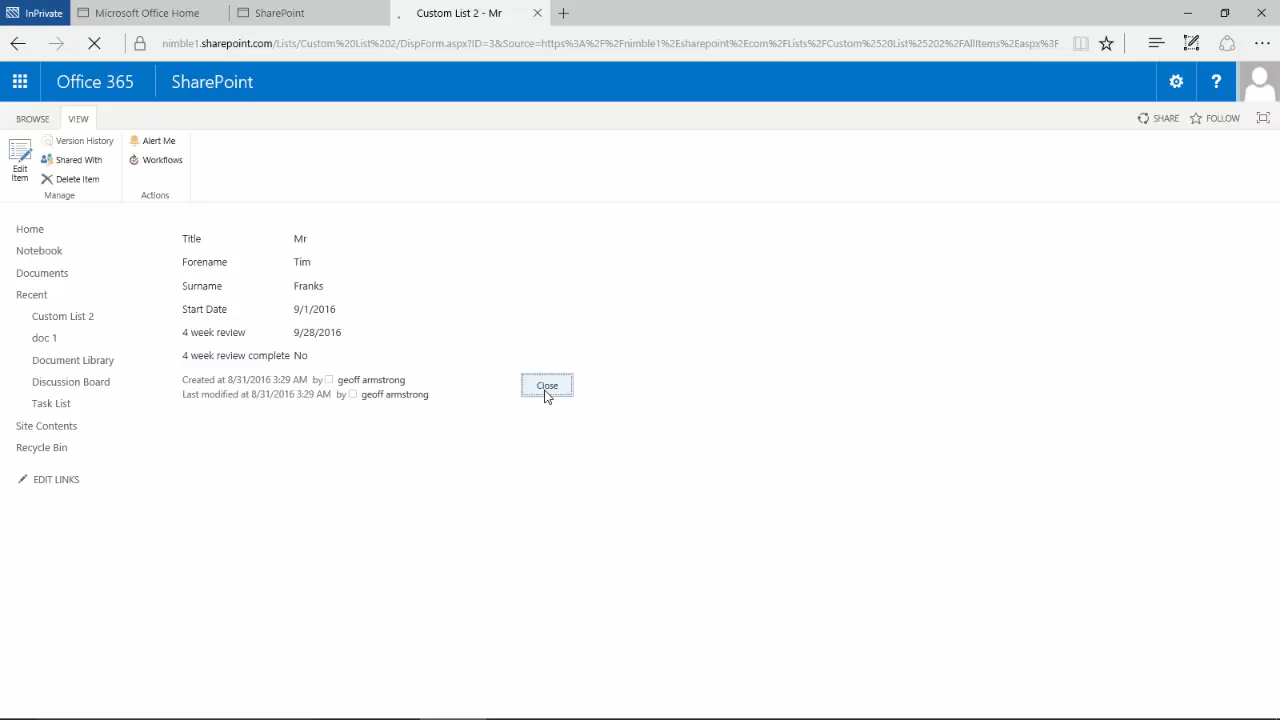 InPrivate
Microsoft Office Home
SharePoint
Custom List 2 - Mr
nimble1.sharepoint.com/Lists/Custom%20List%202/DispForm.aspx?ID=3&Source=https%3A%2F%2Fnimble1%2Esharepoint%2Ecom%2FLists%2FCustom%2520List%25202%2FAllItems%2Easpx%3F
Office 365
SharePoint
?
BROWSE
VIEW
SHARE
FOLLOW
Edit
Item
Version History
Shared With
Delete Item
Manage
Alert Me
Workflows
Actions
Home
Notebook
Documents
Recent
Custom List 2
doc 1
Document Library
Discussion Board
Task List
Site Contents
Recycle Bin
EDIT LINKS
Title Mr
Forename Tim
Surname Franks
Start Date 9/1/2016
4 week review 9/28/2016
4 week review complete No
Created at 8/31/2016 3:29 AM by geoff armstrong
Last modified at 8/31/2016 3:29 AM by geoff armstrong
Close